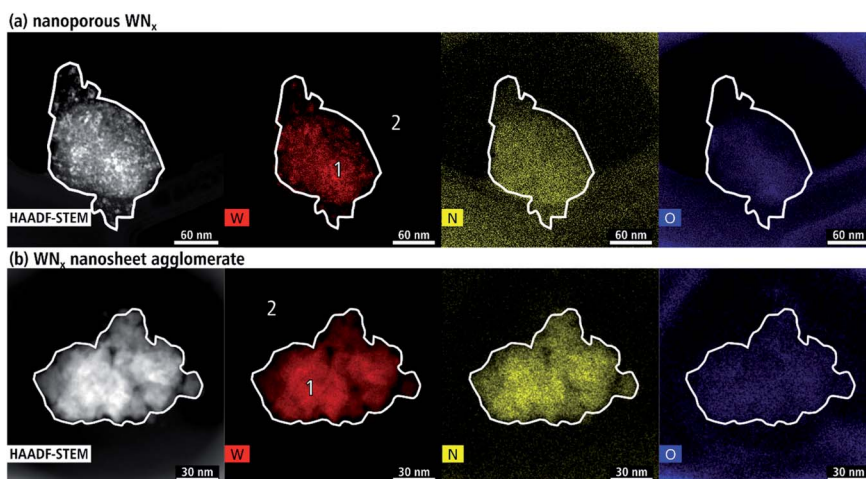 (a) nanoporous WNₓ
2
1
HAADF-STEM
60 nm
W
60 nm
N
60 nm
O
60 nm
(b) WNₓ nanosheet agglomerate
2
1
HAADF-STEM
30 nm
W
30 nm
N
30 nm
O
30 nm